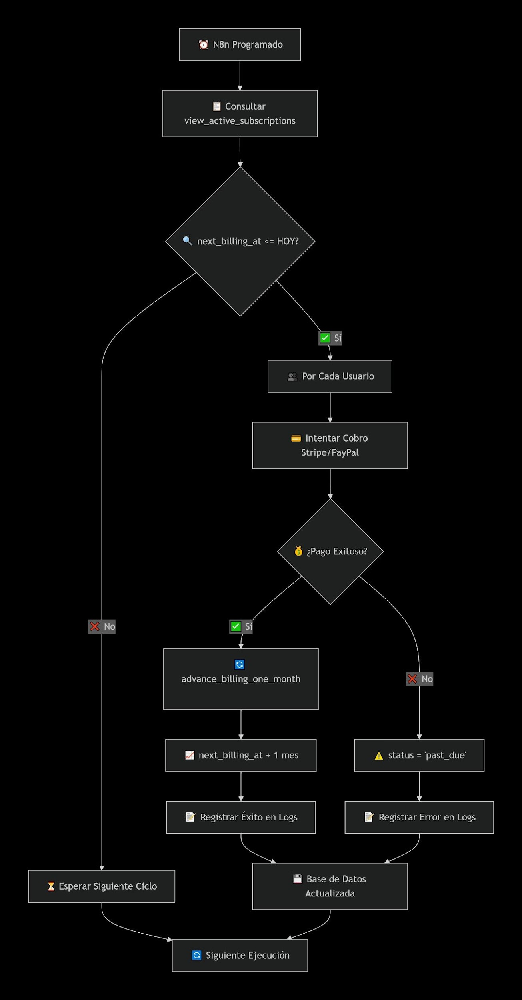 ⏰ N8n Programado
📋 Consultar
view_active_subscriptions
🔍 next_billing_at <= HOY?
✅ Sí
👥 Por Cada Usuario
💳 Intentar Cobro
Stripe/PayPal
💰 ¿Pago Exitoso?
❌ No
✅ Sí
🔄
advance_billing_one_month
❌ No
📈 next_billing_at + 1 mes
⚠️ status = 'past_due'
📝 Registrar Éxito en Logs
📝 Registrar Error en Logs
⏳ Esperar Siguiente Ciclo
💾 Base de Datos
Actualizada
🔄 Siguiente Ejecución